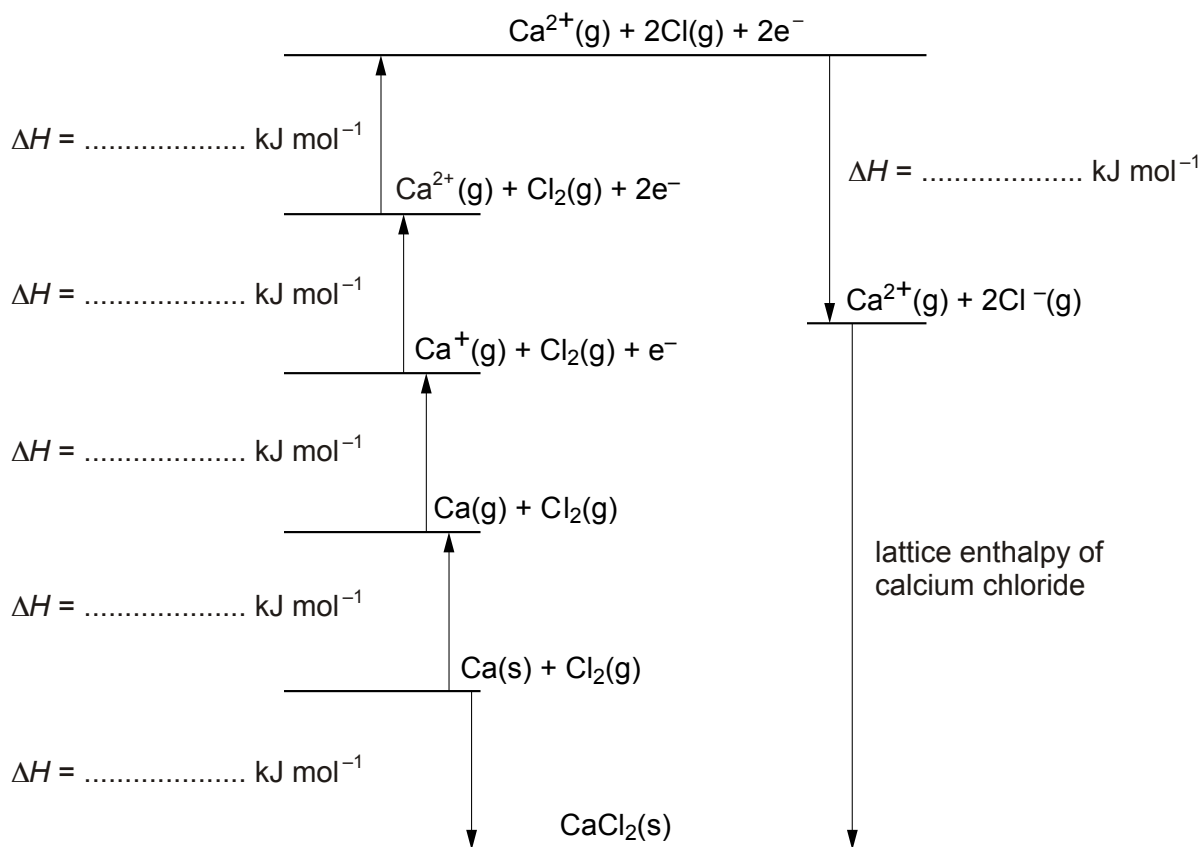 Ca²⁺(g) + 2Cl(g) + 2e⁻
ΔH = .................... kJ mol⁻¹
ΔH = .................... kJ mol⁻¹
Ca²⁺(g) + Cl₂(g) + 2e⁻
ΔH = .................... kJ mol⁻¹
Ca²⁺(g) + 2Cl⁻(g)
Ca⁺(g) + Cl₂(g) + e⁻
ΔH = .................... kJ mol⁻¹
Ca(g) + Cl₂(g)
lattice enthalpy of
calcium chloride
ΔH = .................... kJ mol⁻¹
Ca(s) + Cl₂(g)
ΔH = .................... kJ mol⁻¹
CaCl₂(s)